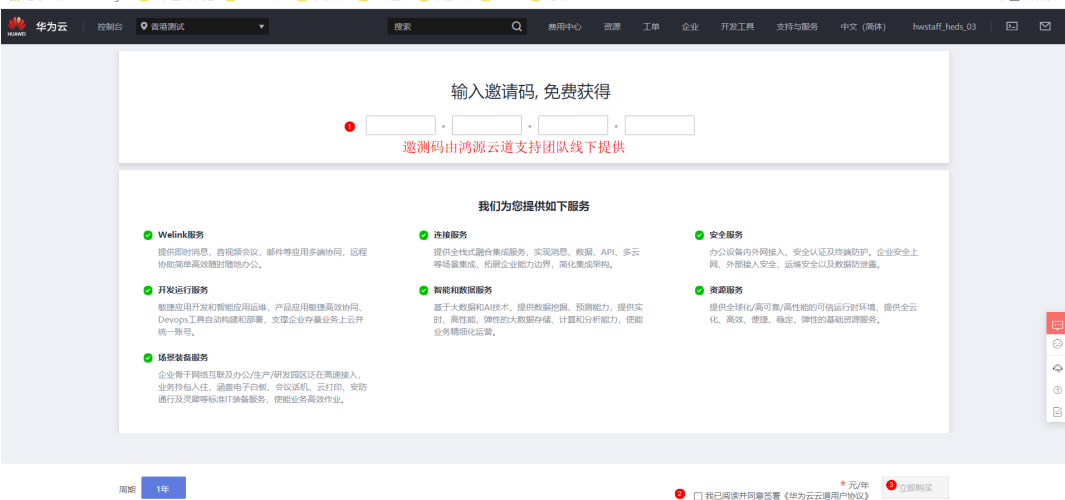 HUAWEI 华为云 控制台 香港测试 搜索 费用中心 资源 工单 企业 开发工具 支持与服务 中文 (简体) hwstaff_heds_03
输入邀请码, 免费获得
1 - - -
邀测码由鸿源云道支持团队线下提供
我们为您提供如下服务
Welink服务
提供即时消息、音视频会议、邮件等应用多端协同，远程
协助简单高效随时随地办公。
连接服务
提供全栈式融合集成服务，实现消息、数据、API、多云
等场景集成，拓展企业能力边界，简化集成架构。
安全服务
办公设备内外网接入、安全认证及终端防护。企业安全上
网、外部接入安全、运维安全以及数据防泄露。
开发运行服务
敏捷应用开发和智能应用运维，产品应用敏捷高效协同、
Devops工具自动构建和部署，支撑企业存量业务上云并
统一账号。
智能和数据服务
基于大数据和AI技术，提供数据挖掘、预测能力，提供实
时、高性能、弹性的大数据存储、计算和分析能力，使能
业务精细化运营。
资源服务
提供全球化/高可靠/高性能的可信运行时环境，提供全云
化、高效、便捷、稳定、弹性的基础资源服务。
场景装备服务
企业骨干网络互联及办公/生产/研发园区泛在高速接入，
业务拎包入住、涵盖电子白板、会议话机、云打印、安防
通行及灵犀等标准IT装备服务，使能业务高效作业。
周期 1年
* 元/年
2 我已阅读并同意签署《华为云云道用户协议》
3 立即购买